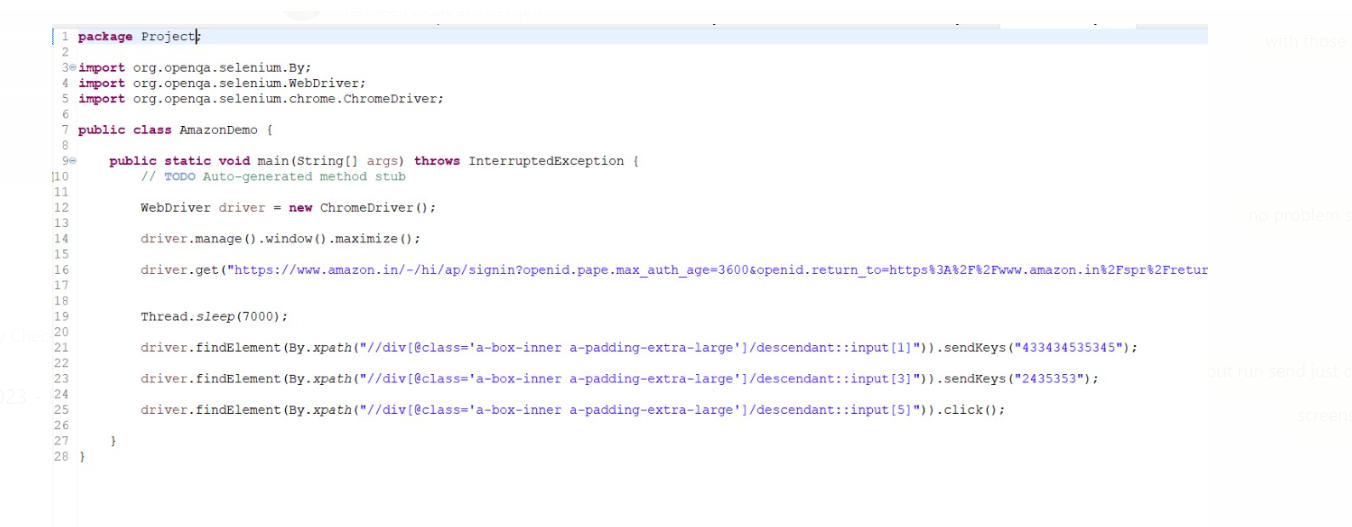 1 package Project;
2
3 import org.openqa.selenium.By;
4 import org.openqa.selenium.WebDriver;
5 import org.openqa.selenium.chrome.ChromeDriver;
6
7 public class AmazonDemo {
8
9 public static void main(String[] args) throws InterruptedException {
10 // TODO Auto-generated method stub
11
12 WebDriver driver = new ChromeDriver();
13
14 driver.manage().window().maximize();
15
16 driver.get("https://www.amazon.in/-/hi/ap/signin?openid.pape.max_auth_age=3600&openid.return_to=https%3A%2F%2Fwww.amazon.in%2Fspr%2Fretur
17
18
19 Thread.sleep(7000);
20
21 driver.findElement(By.xpath("//div[@class='a-box-inner a-padding-extra-large']/descendant::input[1]")).sendKeys("433434535345");
22
23 driver.findElement(By.xpath("//div[@class='a-box-inner a-padding-extra-large']/descendant::input[3]")).sendKeys("2435353");
24
25 driver.findElement(By.xpath("//div[@class='a-box-inner a-padding-extra-large']/descendant::input[5]")).click();
26
27 }
28 }
with those
no problem s
out run send just
screens